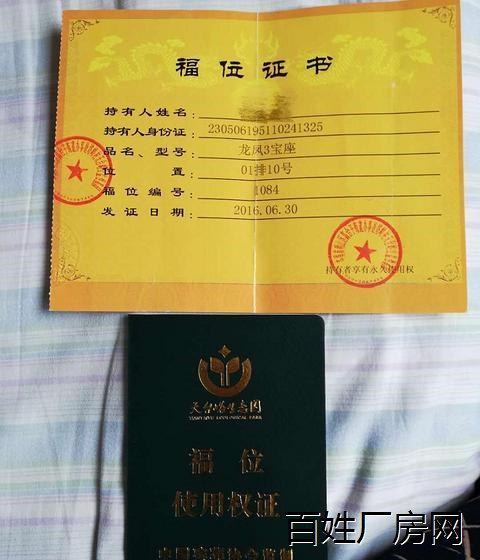 福位证书
持有人姓名:
持有人身份证: 230506195110241325
品名、型号: 龙凤3宝座
位置: 01排10号
福位编号: 1084
发证日期: 2016.06.30
持有者享有永久使用权
福位
使用权证
百姓厂房网